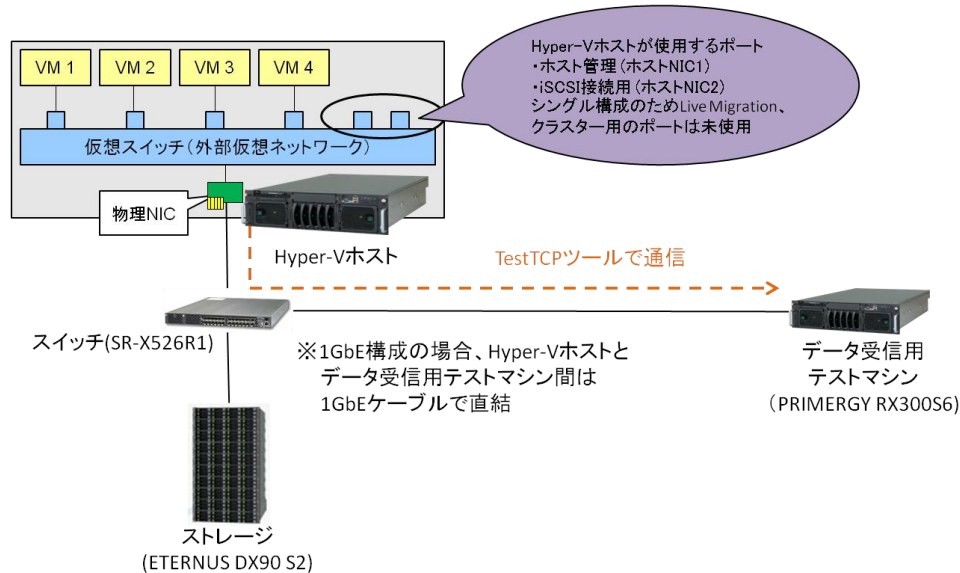 Hyper-Vホストが使用するポート
・ホスト管理(ホストNIC1)
・iSCSI接続用(ホストNIC2)
シングル構成のためLive Migration、
クラスター用のポートは未使用
VM 1
VM 2
VM 3
VM 4
仮想スイッチ(外部仮想ネットワーク)
物理NIC
Hyper-Vホスト
TestTCPツールで通信
スイッチ(SR-X526R1)
※1GbE構成の場合、Hyper-Vホストと
データ受信用テストマシン間は
1GbEケーブルで直結
データ受信用
テストマシン
(PRIMERGY RX300S6)
ストレージ
(ETERNUS DX90 S2)